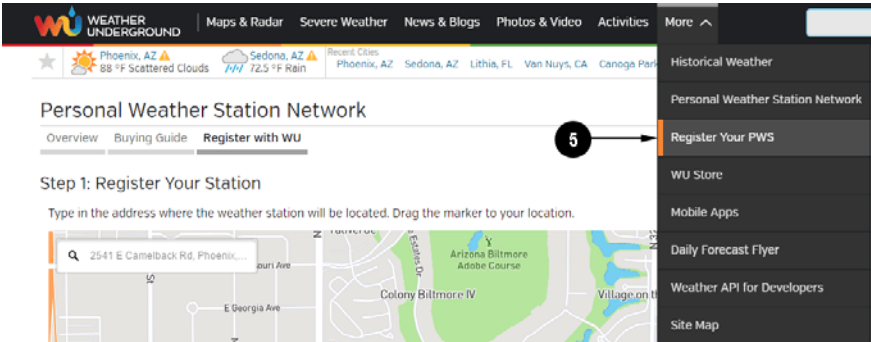 WEATHER UNDERGROUND
Maps & Radar Severe Weather News & Blogs Photos & Video Activities More
Phoenix, AZ
88 °F Scattered Clouds
Sedona, AZ
72.5 °F Rain
Recent Cities
Phoenix, AZ Sedona, AZ Lithia, FL Van Nuys, CA Canoga Park
Historical Weather
Personal Weather Station Network
Register Your PWS
WU Store
Mobile Apps
Daily Forecast Flyer
Weather API for Developers
Site Map
Personal Weather Station Network
Overview Buying Guide Register with WU
5
Step 1: Register Your Station
Type in the address where the weather station will be located. Drag the marker to your location.
2541 E Camelback Rd, Phoenix,...
ouri Ave
E Georgia Ave
Estates Dr
Arizona Biltmore
Adobe Course
Colony Biltmore IV
Village on t